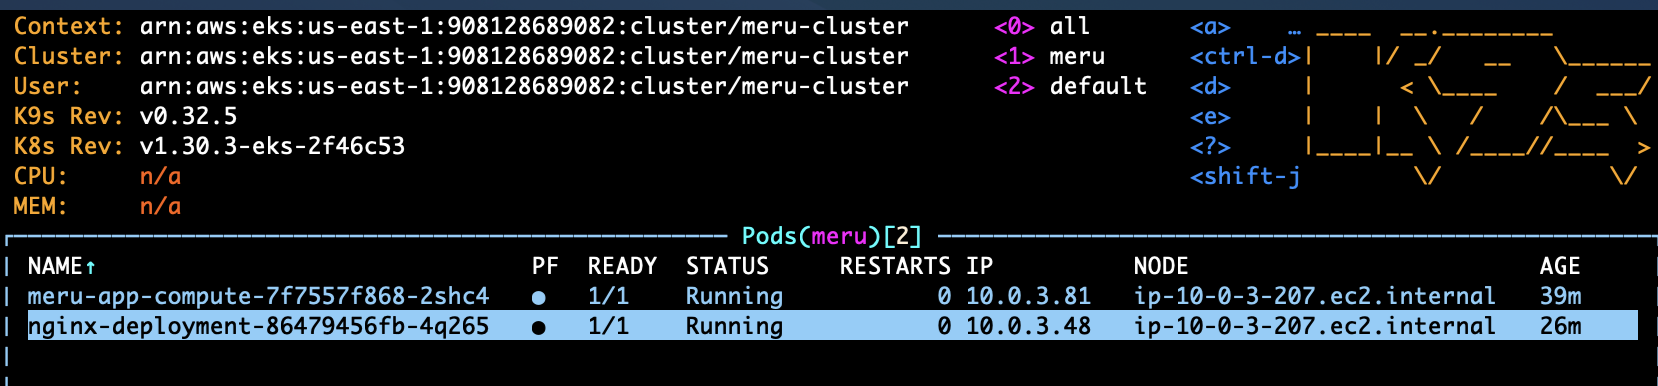 Context: arn:aws:eks:us-east-1:908128689082:cluster/meru-cluster <0> all <a> …
Cluster: arn:aws:eks:us-east-1:908128689082:cluster/meru-cluster <1> meru <ctrl-d>
User: arn:aws:eks:us-east-1:908128689082:cluster/meru-cluster <2> default <d>
K9s Rev: v0.32.5 <e>
K8s Rev: v1.30.3-eks-2f46c53 <?>
CPU: n/a <shift-j
MEM: n/a
Pods(meru)[2]
NAME↑ PF READY STATUS RESTARTS IP NODE AGE
meru-app-compute-7f7557f868-2shc4 ● 1/1 Running 0 10.0.3.81 ip-10-0-3-207.ec2.internal 39m
nginx-deployment-86479456fb-4q265 ● 1/1 Running 0 10.0.3.48 ip-10-0-3-207.ec2.internal 26m